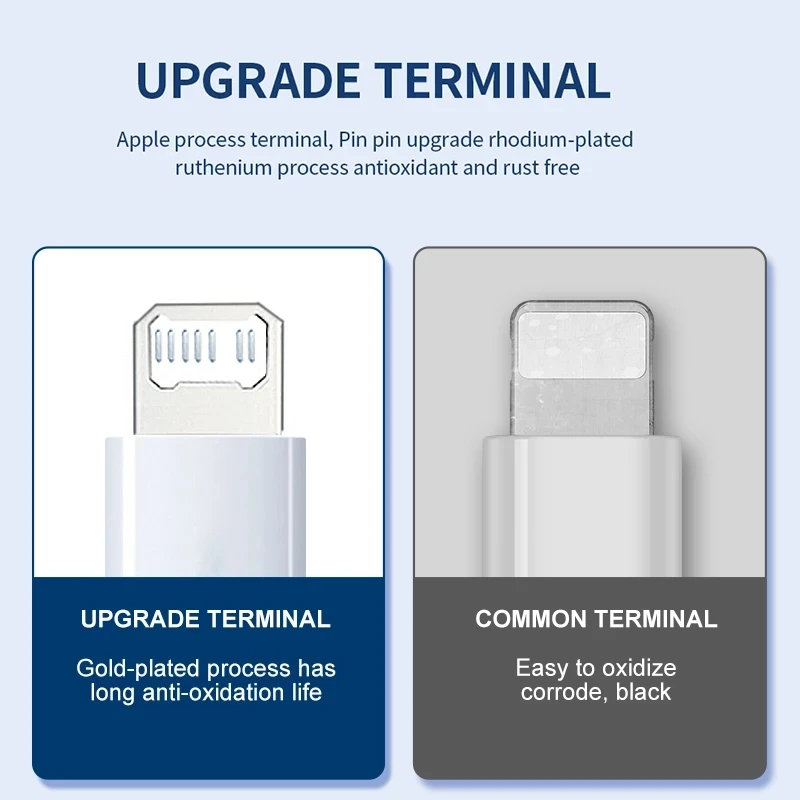 UPGRADE TERMINAL
Apple process terminal, Pin pin upgrade rhodium-plated
ruthenium process antioxidant and rust free
UPGRADE TERMINAL
Gold-plated process has
long anti-oxidation life
COMMON TERMINAL
Easy to oxidize
corrode, black